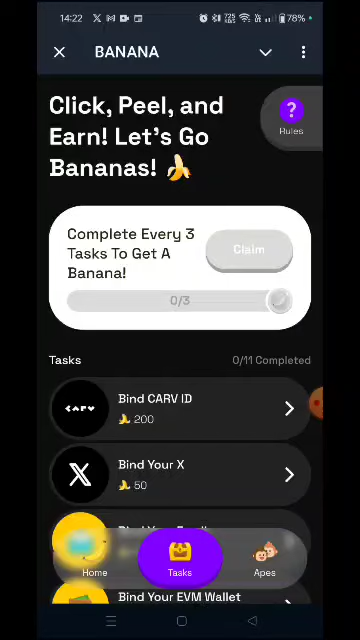 14:22
78%
BANANA
Click, Peel, and
Earn! Let's Go
Bananas! 🍌
?
Rules
Complete Every 3
Tasks To Get A
Banana!
Claim
0/3
Tasks
0/11 Completed
CARV
Bind CARV ID
🍌 200
Bind Your X
🍌 50
Home
Tasks
Apes
Bind Your EVM Wallet